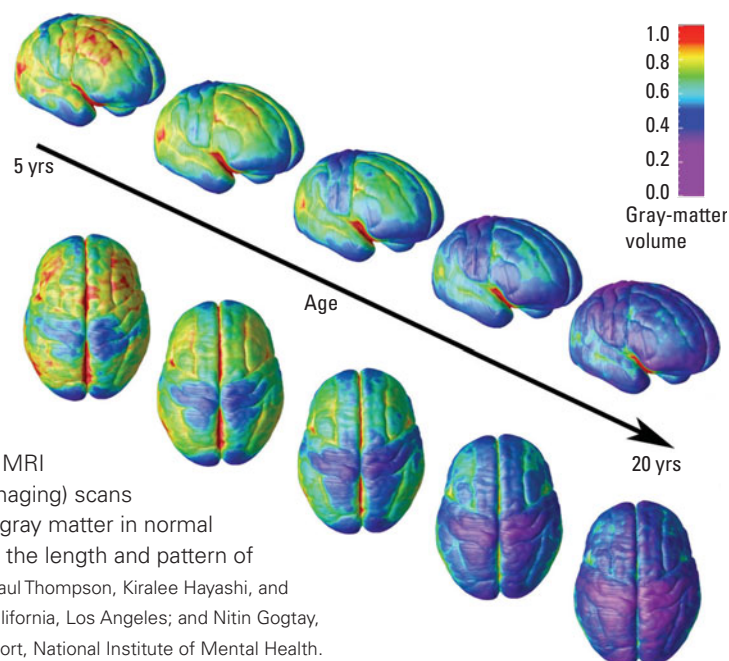 1.0
0.8
0.6
0.4
0.2
0.0
Gray-matter
volume
5 yrs
Age
20 yrs
MRI
maging) scans
gray matter in normal
the length and pattern of
aul Thompson, Kiralee Hayashi, and
lifornia, Los Angeles; and Nitin Gogtay,
ort, National Institute of Mental Health.